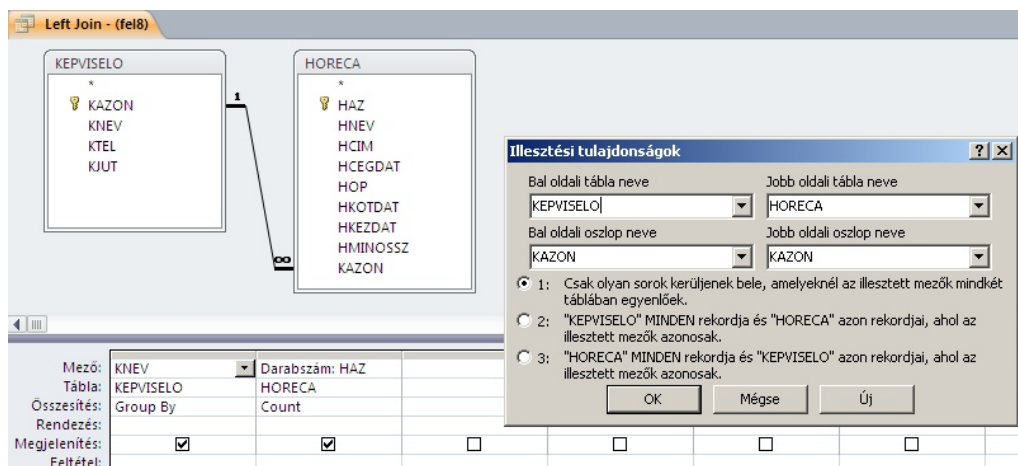 Left Join - (fel8)
KEPVISELO
*
KAZON
KNEV
KTEL
KJUT
1
∞
HORECA
*
HAZ
HNEV
HCIM
HCEGDAT
HOP
HKOTDAT
HKEZDAT
HMINOSSZ
KAZON
Illesztési tulajdonságok
Bal oldali tábla neve Jobb oldali tábla neve
KEPVISELO HORECA
Bal oldali oszlop neve Jobb oldali oszlop neve
KAZON KAZON
1: Csak olyan sorok kerüljenek bele, amelyeknél az illesztett mezők mindkét
táblában egyenlőek.
2: "KEPVISELO" MINDEN rekordja és "HORECA" azon rekordjai, ahol az
illesztett mezők azonosak.
3: "HORECA" MINDEN rekordja és "KEPVISELO" azon rekordjai, ahol az
illesztett mezők azonosak.
OK Mégse Új
Mező: KNEV Darabszám: HAZ
Tábla: KEPVISELO HORECA
Összesítés: Group By Count
Rendezés:
Megjelenítés:
Feltétel: